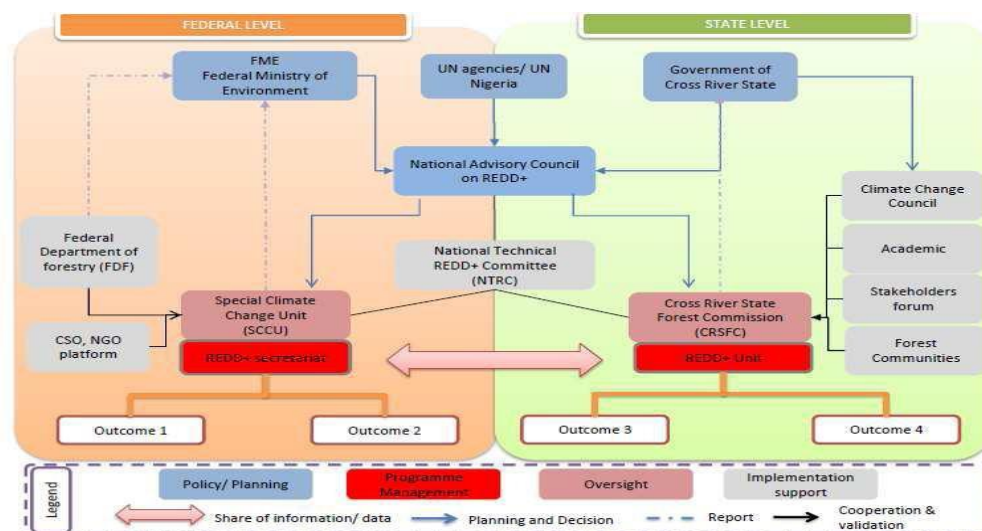 FEDERAL LEVEL
STATE LEVEL
FME
Federal Ministry of
Environment
UN agencies/ UN
Nigeria
Government of
Cross River State
National Advisory Council
on REDD+
Climate Change
Council
Federal
Department of
forestry (FDF)
National Technical
REDD+ Committee
(NTRC)
Academic
Special Climate
Change Unit
(SCCU)
Cross River State
Forest Commission
(CRSFC)
Stakeholders
forum
CSO, NGO
platform
REDD+ secretariat
REDD+ Unit
Forest
Communities
Outcome 1
Outcome 2
Outcome 3
Outcome 4
Legend
Policy/ Planning
Programme
Management
Oversight
Implementation
support
Share of information/ data
Planning and Decision
Report
Cooperation &
validation